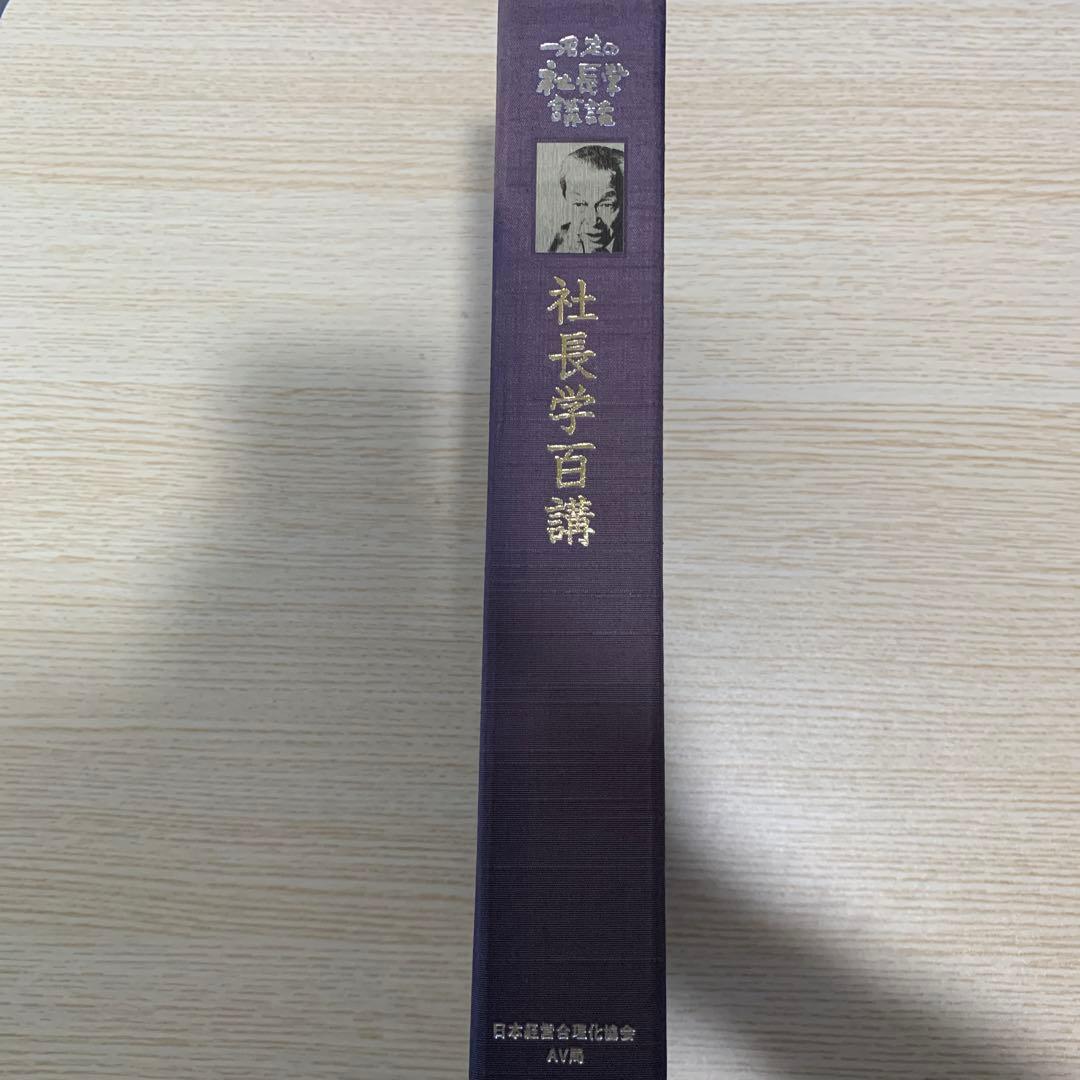 一倉定の
社長学
講話
社長学百講
日本経営合理化協会
AV局